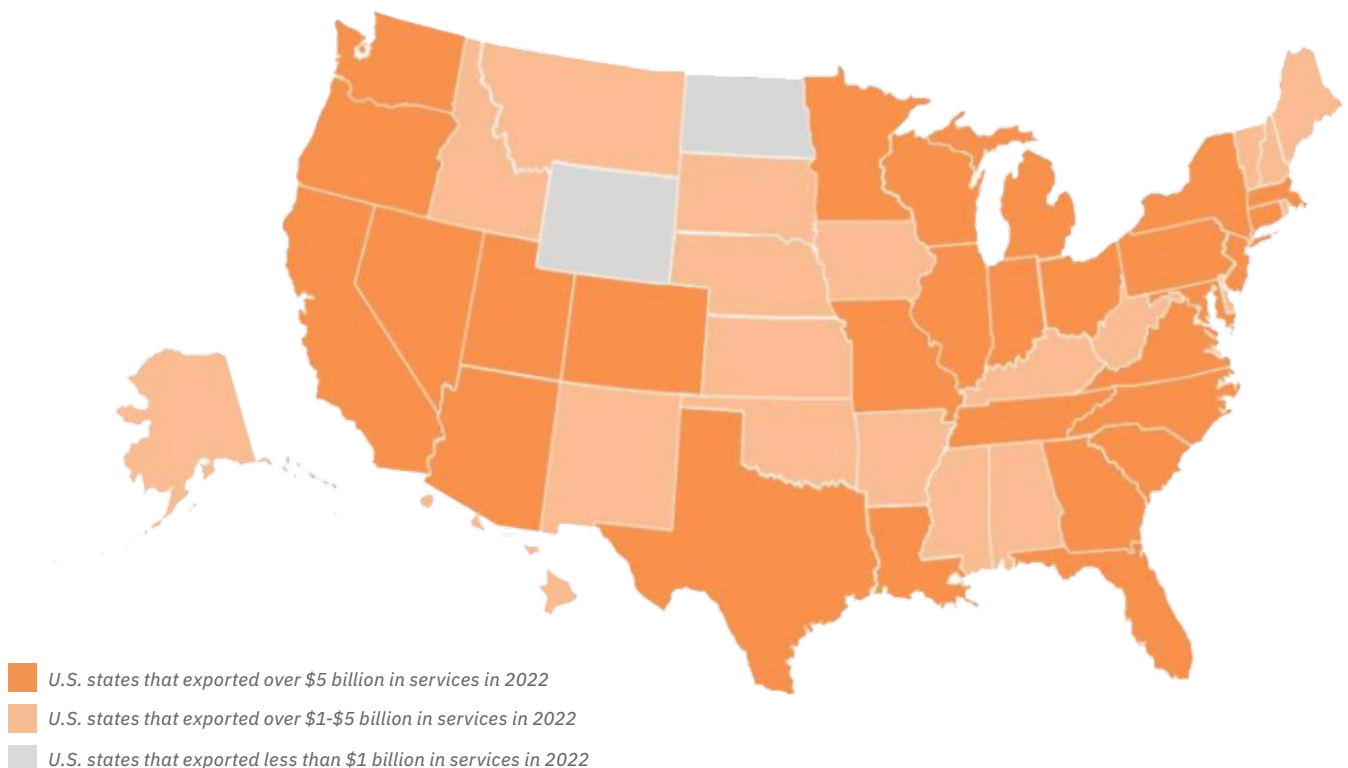 U.S. states that exported over $5 billion in services in 2022
U.S. states that exported over $1-$5 billion in services in 2022
U.S. states that exported less than $1 billion in services in 2022